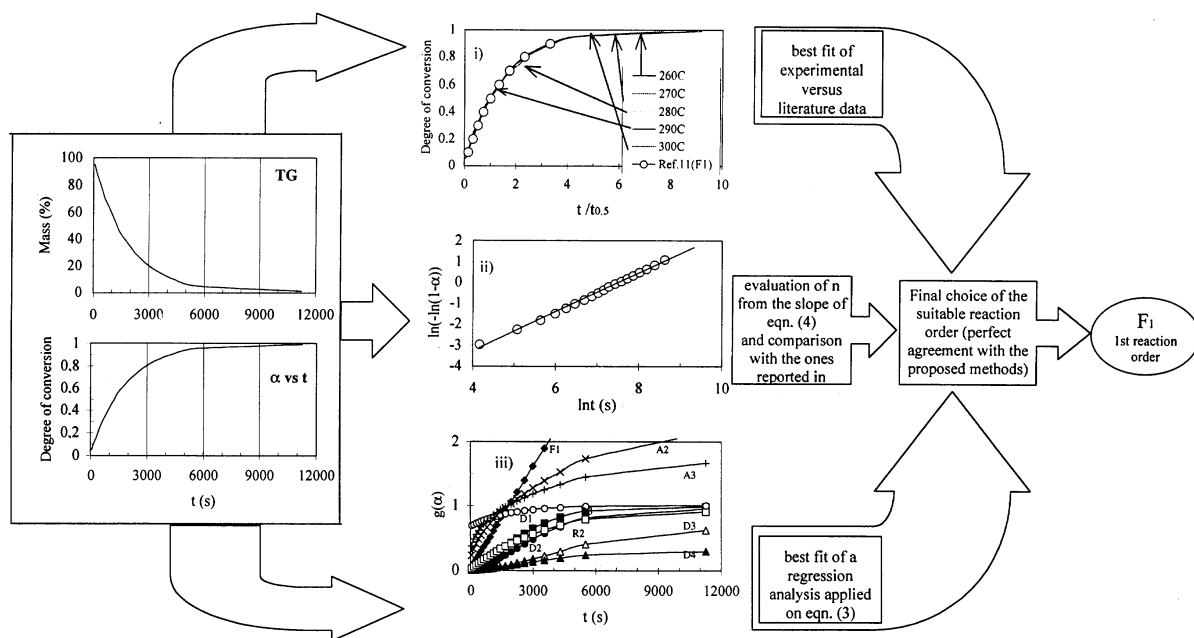 TG
Mass (%)
100
80
60
40
20
0
0 3000 6000 9000 12000
α vs t
Degree of conversion
1
0.8
0.6
0.4
0,2
0
0 3000 6000 9000 12000
t (s)
i)
Degree of conversion
1
0.8
0.6
0.4
0.2
0
0 2 4 6 8 10
t /t0.5
260C
270C
280C
290C
300C
Ref.11(F1)
ii)
ln(-ln(1-α))
2
1
0
-1
-2
-3
-4
4 6 8 10
lnt (s)
iii)
g(α)
2
1
0
0 3000 6000 9000 12000
t (s)
F1
A2
A3
D1
D2
R2
D3
D4
best fit of
experimental
versus
literature data
evaluation of n
from the slope of
eqn. (4)
and comparison
with the ones
reported in
best fit of a
regression
analysis applied
on eqn. (3)
Final choice of the
suitable reaction
order (perfect
agreement with the
proposed methods)
F1
1st reaction
order